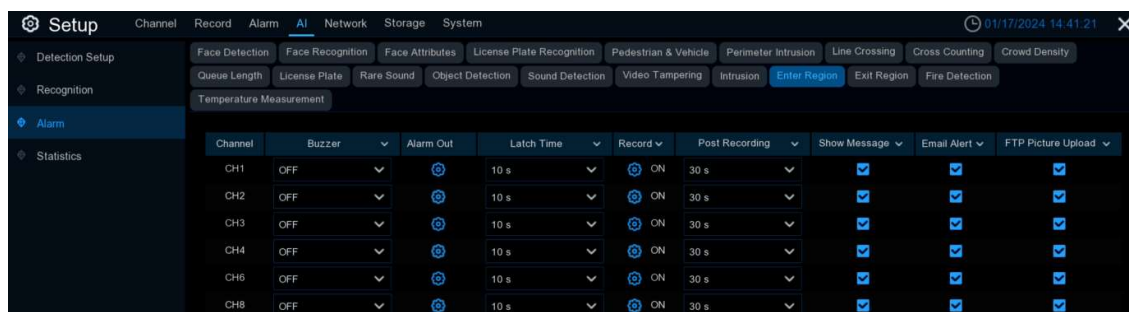 Setup Channel Record Alarm AI Network Storage System 01/17/2024 14:41:21
Detection Setup
Recognition
Alarm
Statistics
Face Detection Face Recognition Face Attributes License Plate Recognition Pedestrian & Vehicle Perimeter Intrusion Line Crossing Cross Counting Crowd Density
Queue Length License Plate Rare Sound Object Detection Sound Detection Video Tampering Intrusion Enter Region Exit Region Fire Detection
Temperature Measurement
Channel Buzzer Alarm Out Latch Time Record Post Recording Show Message Email Alert FTP Picture Upload
CH1 OFF 10 s ON 30 s
CH2 OFF 10 s ON 30 s
CH3 OFF 10 s ON 30 s
CH4 OFF 10 s ON 30 s
CH6 OFF 10 s ON 30 s
CH8 OFF 10 s ON 30 s